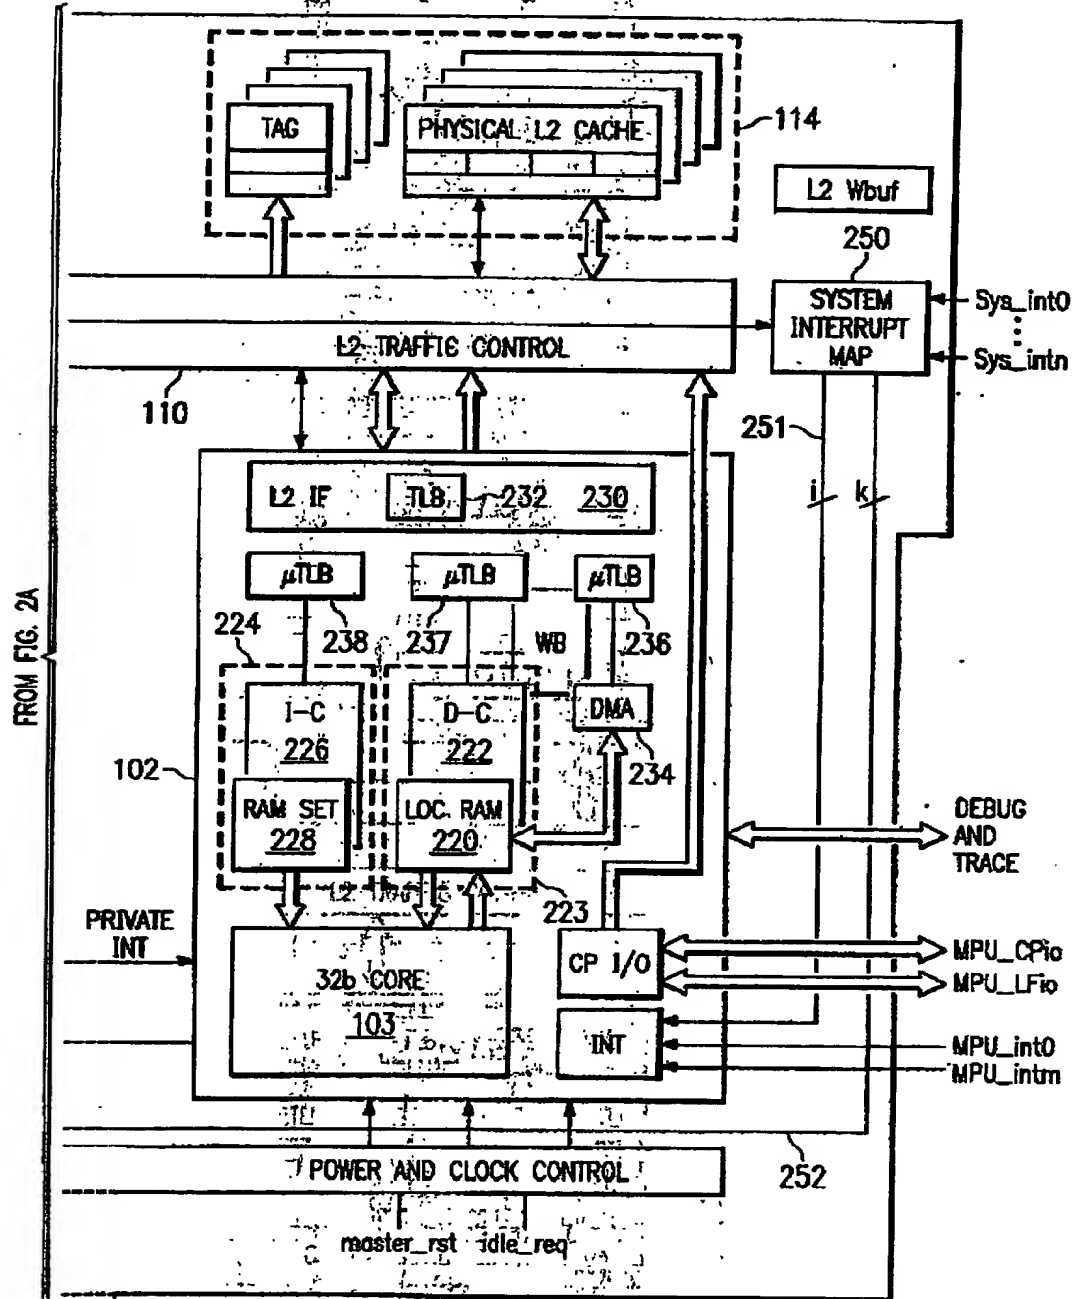 TAG
PHYSICAL L2 CACHE
114
L2 Wbuf
250
SYSTEM
INTERRUPT
MAP
Sys_int0
Sys_intn
L2 TRAFFIC CONTROL
110
251
i
k
L2 IF
TLB
232
230
μTLB
μTLB
μTLB
238
237
236
224
WB
FROM FIG. 2A
I-C
226
D-C
222
DMA
234
102
RAM SET
228
LOC. RAM
220
DEBUG
AND
TRACE
223
PRIVATE
INT
32b CORE
103
CP I/O
MPU_CPio
MPU_LFio
INT
MPU_int0
MPU_intm
252
POWER AND CLOCK CONTROL
master_rst idle_req